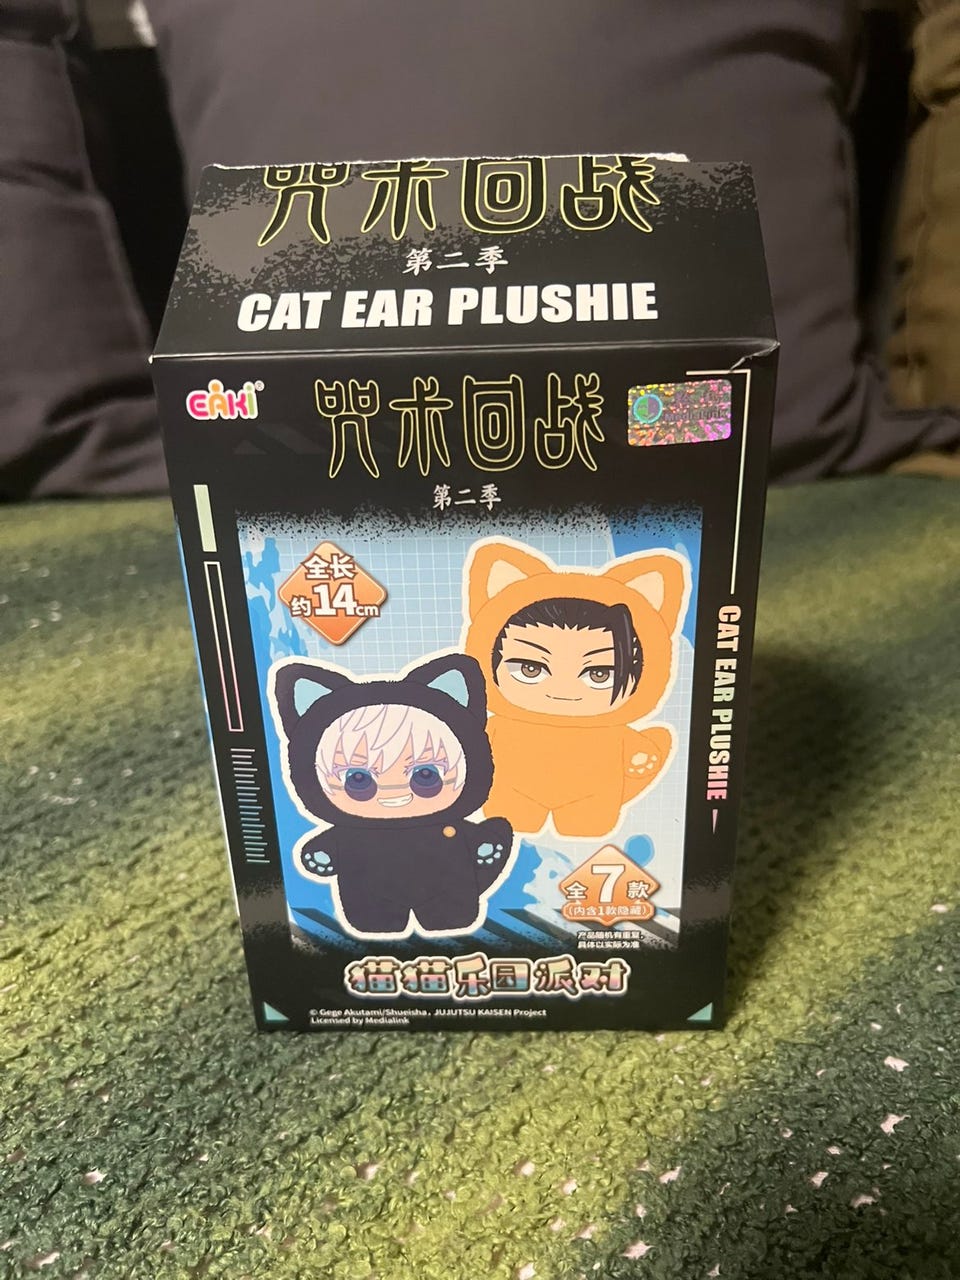 咒术回战
第二季
CAT EAR PLUSHIE
EAKI®
咒术回战
第二季
Medialink
全长
约14cm
CAT EAR PLUSHIE
全7款
(内含1款隐藏)
产品随机有重复,
具体以实际为准
猫猫乐园派对
© Gege Akutami/Shueisha, JUJUTSU KAISEN Project
Licensed by Medialink